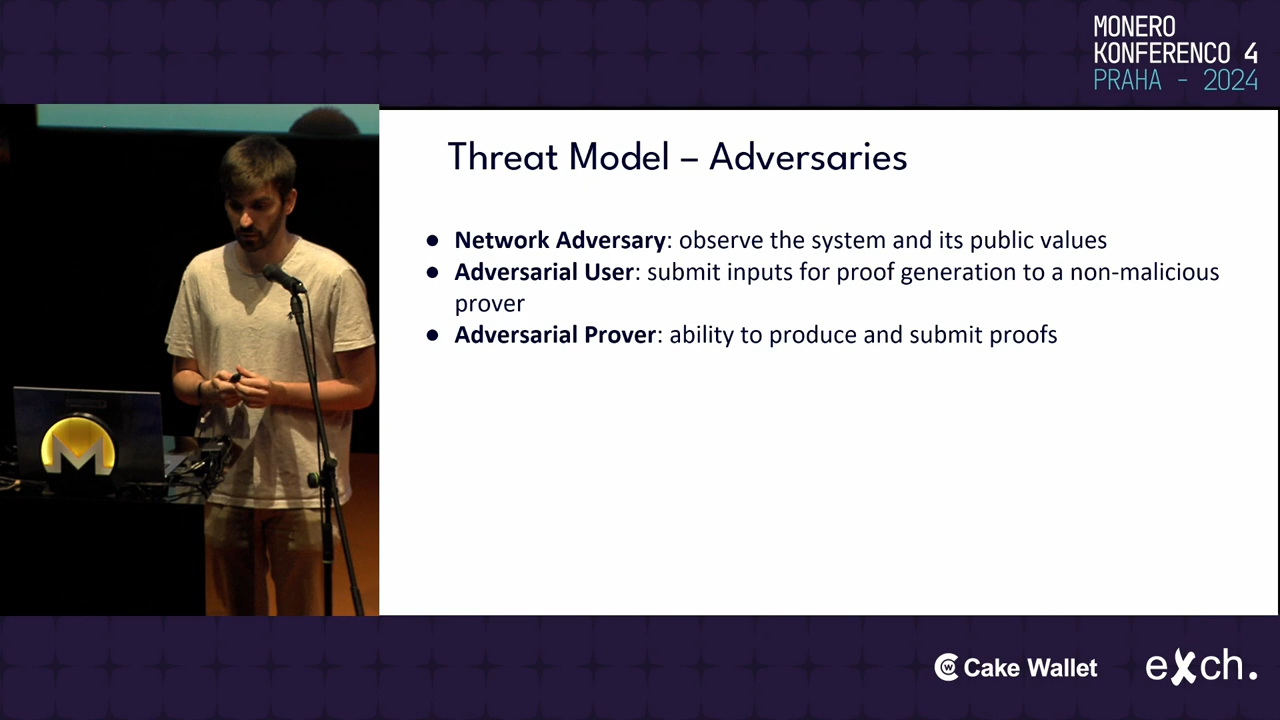 MONERO
KONFERENCO 4
PRAHA - 2024
Threat Model – Adversaries
● Network Adversary: observe the system and its public values
● Adversarial User: submit inputs for proof generation to a non-malicious
prover
● Adversarial Prover: ability to produce and submit proofs
Cake Wallet
eXch.